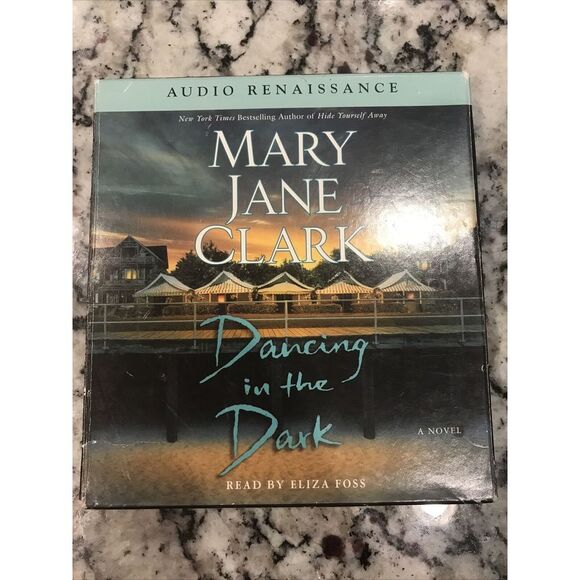 AUDIO RENAISSANCE
New York Times Bestselling Author of Hide Yourself Away
MARY
JANE
CLARK
Dancing
in the
Dark
A NOVEL
READ BY ELIZA FOSS